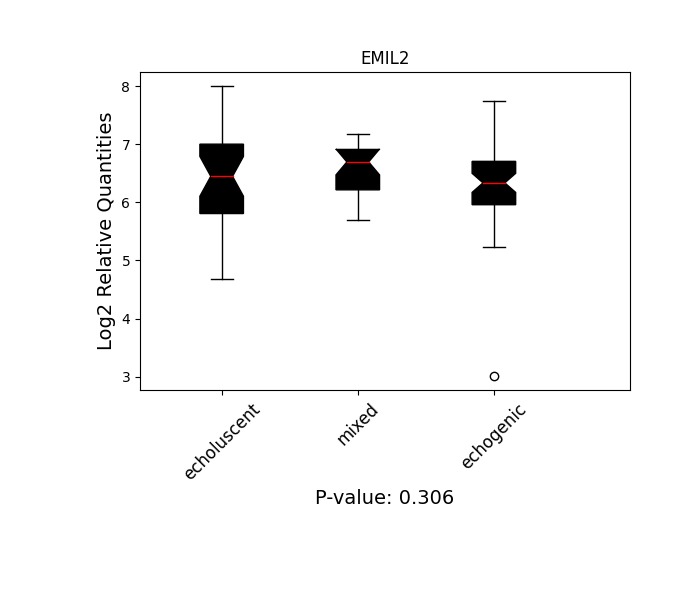 EMIL2
Log2 Relative Quantities
8
7
6
5
4
3
echoluscent
mixed
echogenic
P-value: 0.306